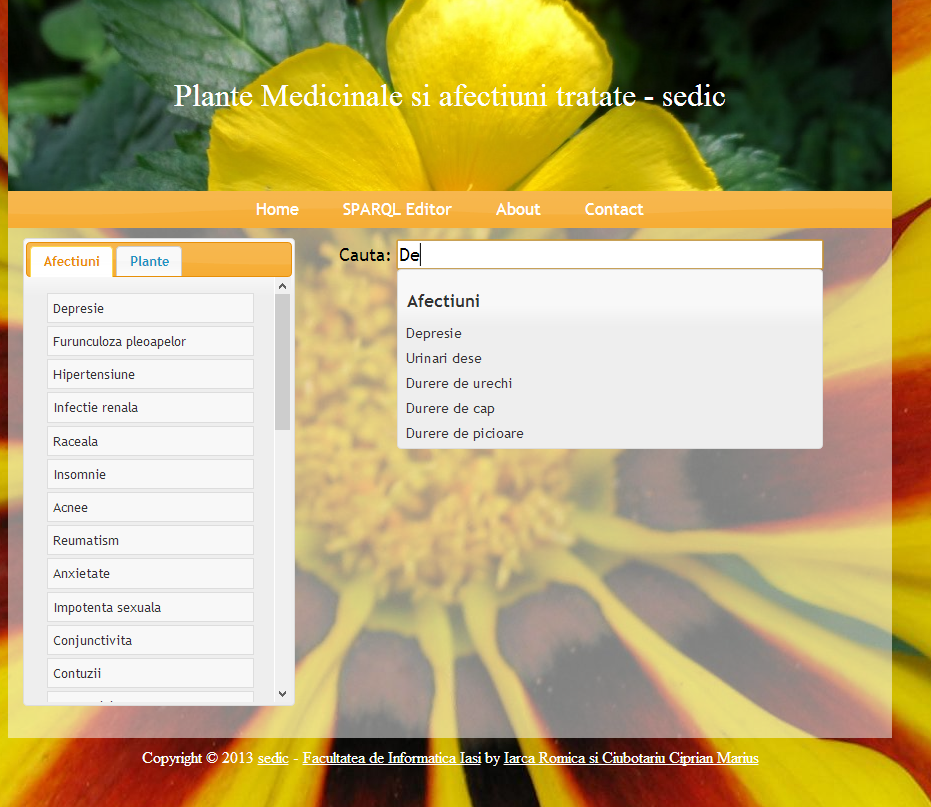 Plante Medicinale si afectiuni tratate - sedic
Home SPARQL Editor About Contact
Afectiuni Plante
Depresie
Furunculoza pleoapelor
Hipertensiune
Infectie renala
Raceala
Insomnie
Acnee
Reumatism
Anxietate
Impotenta sexuala
Conjunctivita
Contuzii
Cauta: De
Afectiuni
Depresie
Urinari dese
Durere de urechi
Durere de cap
Durere de picioare
Copyright © 2013 sedic - Facultatea de Informatica Iasi by Iarca Romica si Ciubotariu Ciprian Marius